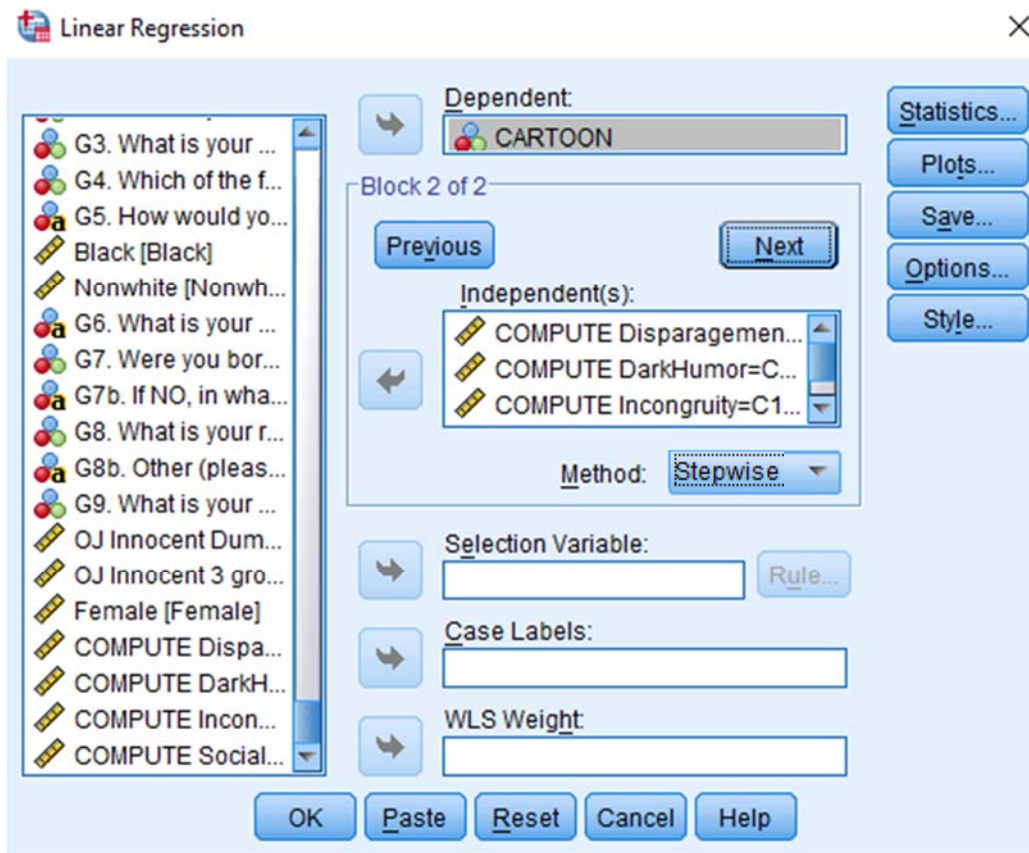 Linear Regression
G3. What is your ...
G4. Which of the f...
G5. How would yo...
Black [Black]
Nonwhite [Nonwh...
G6. What is your ...
G7. Were you bor...
G7b. If NO, in wha...
G8. What is your r...
G8b. Other (pleas...
G9. What is your ...
OJ Innocent Dum...
OJ Innocent 3 gro...
Female [Female]
COMPUTE Dispa...
COMPUTE DarkH...
COMPUTE Incon...
COMPUTE Social...
Dependent:
CARTOON
Block 2 of 2
Previous
Next
Independent(s):
COMPUTE Disparagemen...
COMPUTE DarkHumor=C...
COMPUTE Incongruity=C1...
Method: Stepwise
Selection Variable:
Rule...
Case Labels:
WLS Weight:
Statistics...
Plots...
Save...
Options...
Style...
OK Paste Reset Cancel Help